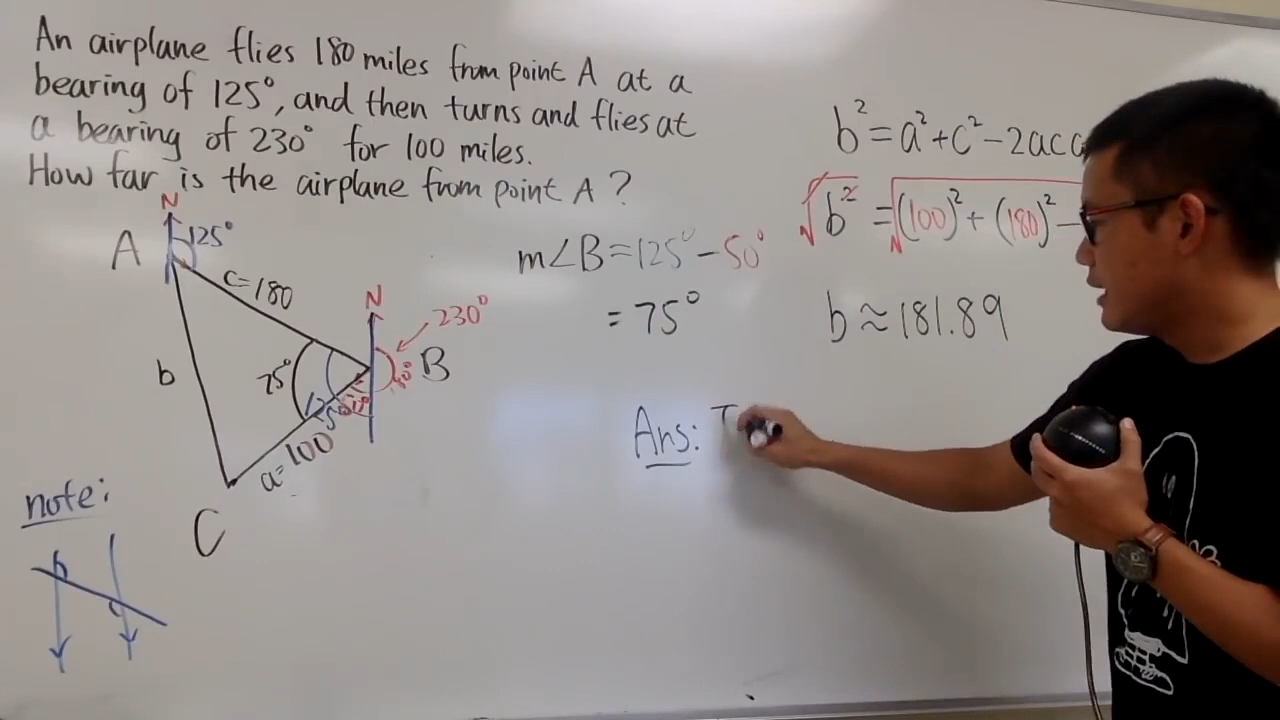 An airplane flies 180 miles from point A at a
bearing of 125°, and then turns and flies at
a bearing of 230° for 100 miles.
How far is the airplane from point A?
N
A
125°
c=180
N
230°
B
50°
75°
b
a=100
C
note:
m∠B=125°-50°
=75°
b²=a²+c²-2ac
√b² =√(100)²+(180)²-
b≈181.89
Ans: T